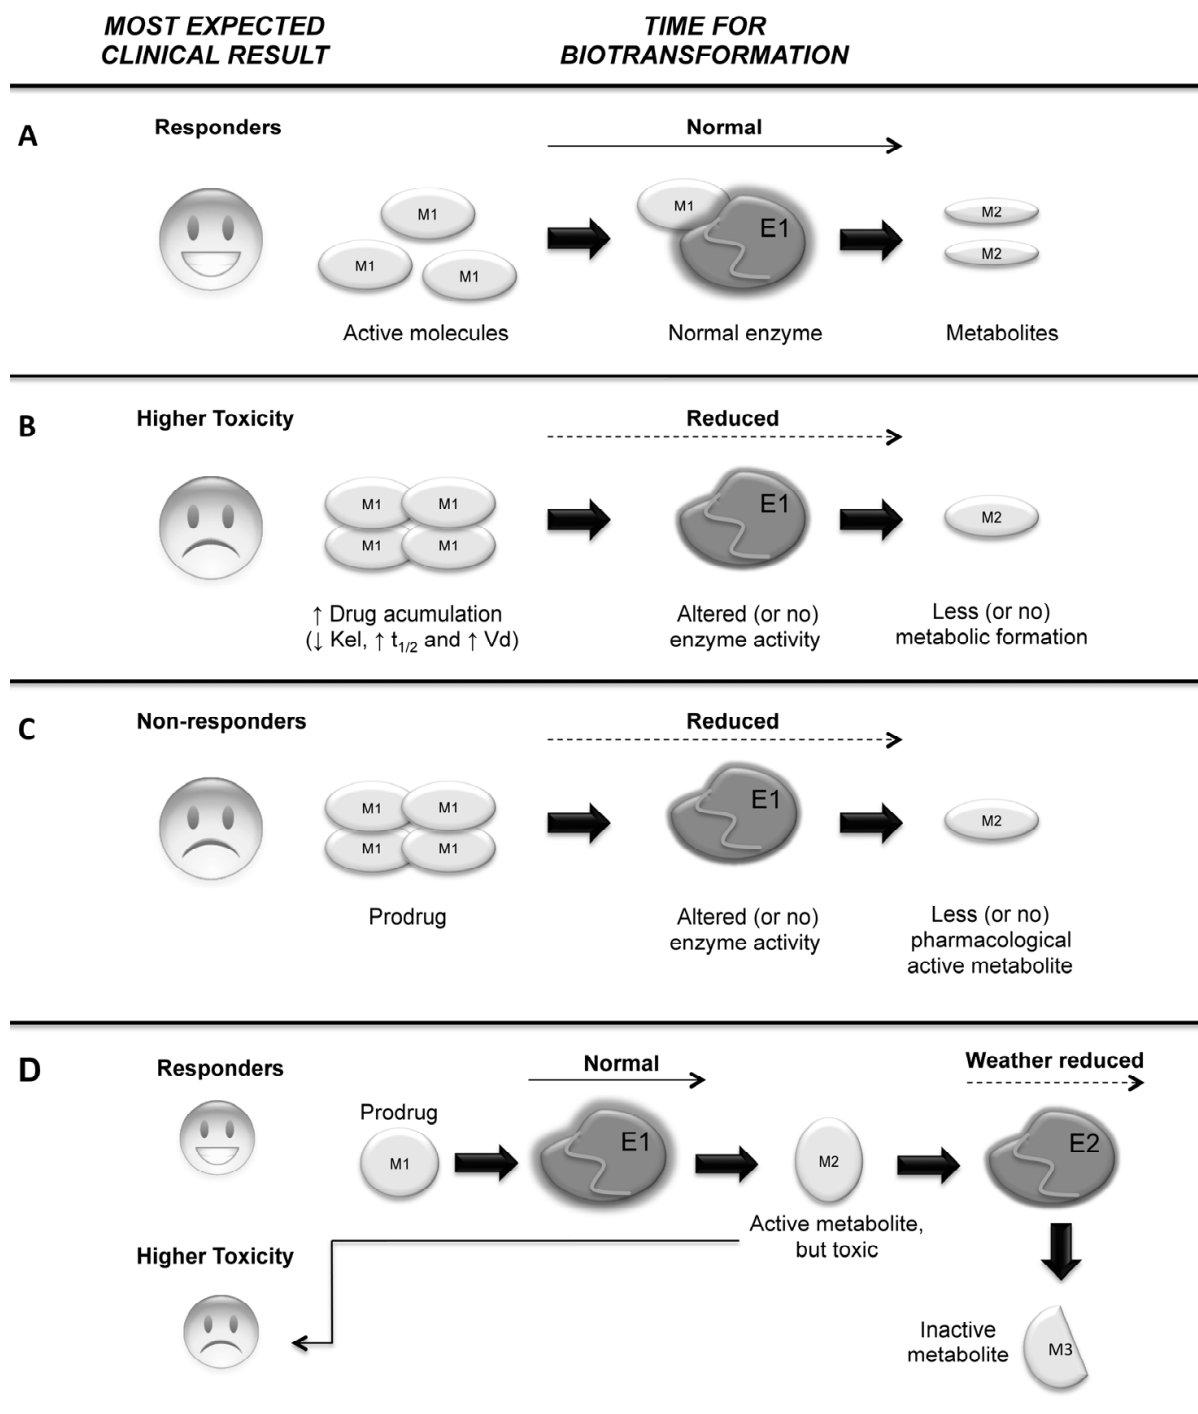 MOST EXPECTED
CLINICAL RESULT
TIME FOR
BIOTRANSFORMATION
A
Responders
Normal
M1
M1
M1
M1
E1
M2
M2
Active molecules
Normal enzyme
Metabolites
B
Higher Toxicity
Reduced
M1
M1
M1
M1
E1
M2
↑ Drug acumulation
(↓ Kel, ↑ t1/2 and ↑ Vd)
Altered (or no)
enzyme activity
Less (or no)
metabolic formation
C
Non-responders
Reduced
M1
M1
M1
M1
E1
M2
Prodrug
Altered (or no)
enzyme activity
Less (or no)
pharmacological
active metabolite
D
Responders
Normal
Weather reduced
Prodrug
M1
E1
M2
E2
Active metabolite,
but toxic
Higher Toxicity
Inactive
metabolite
M3